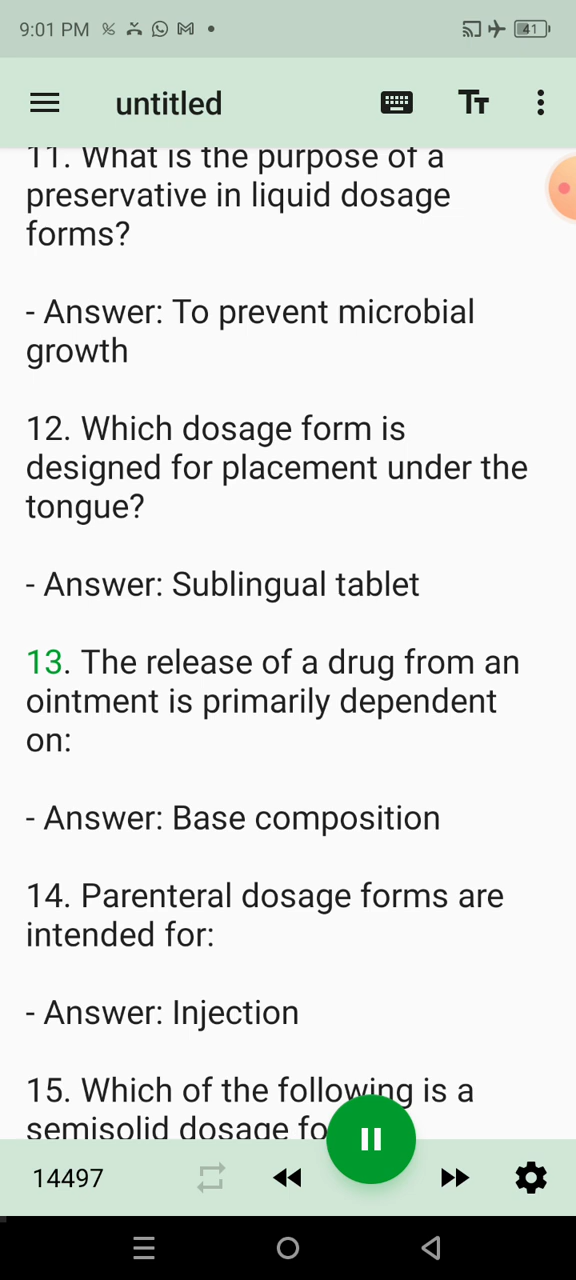 9:01 PM
41
untitled
11. What is the purpose of a
preservative in liquid dosage
forms?
- Answer: To prevent microbial
growth
12. Which dosage form is
designed for placement under the
tongue?
- Answer: Sublingual tablet
13. The release of a drug from an
ointment is primarily dependent
on:
- Answer: Base composition
14. Parenteral dosage forms are
intended for:
- Answer: Injection
15. Which of the following is a
semisolid dosage fo
14497